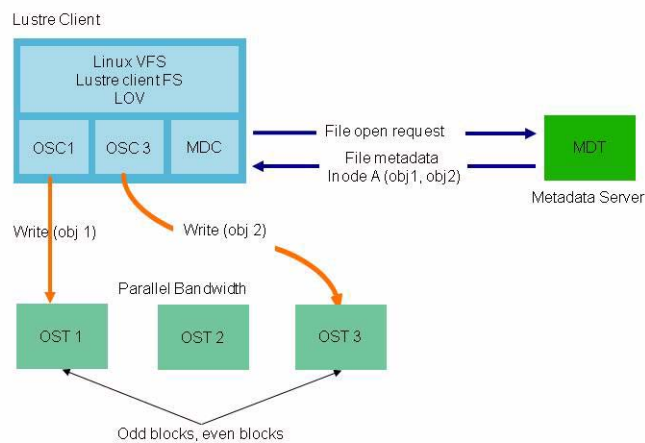 Lustre Client
Linux VFS
Lustre client FS
LOV
OSC1
OSC 3
MDC
File open request
File metadata
Inode A (obj1, obj2)
MDT
Metadata Server
Write (obj 1)
Write (obj 2)
Parallel Bandwidth
OST 1
OST 2
OST 3
Odd blocks, even blocks